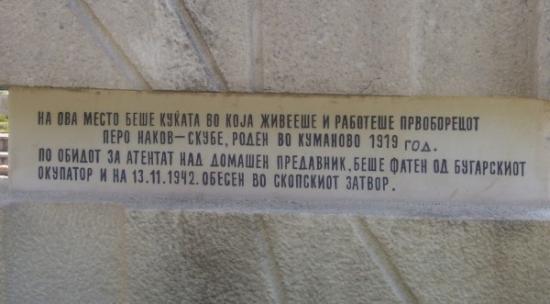 НА ОВА МЕСТО БЕШЕ КУЌАТА ВО КОЈА ЖИВЕЕШЕ И РАБОТЕШЕ ПРВОБОРЕЦОТ
ПЕРО НАКОВ–СКУБЕ, РОДЕН ВО КУМАНОВО 1919 ГОД.
ПО ОБИДОТ ЗА АТЕНТАТ НАД ДОМАШЕН ПРЕДАВНИК, БЕШЕ ФАТЕН ОД БУГАРСКИОТ
ОКУПАТОР И НА 13.11.1942. ОБЕСЕН ВО СКОПСКИОТ ЗАТВОР.